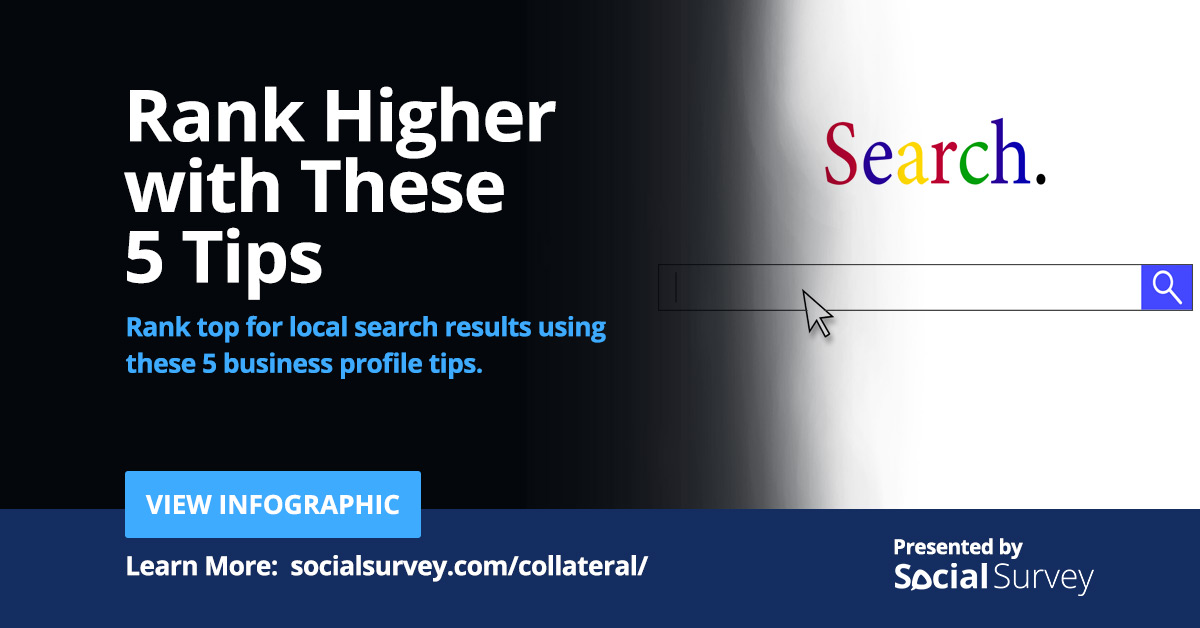 Rank Higher
with These
5 Tips
Rank top for local search results using
these 5 business profile tips.
Search.
VIEW INFOGRAPHIC
Learn More: socialsurvey.com/collateral/
Presented by
SocialSurvey